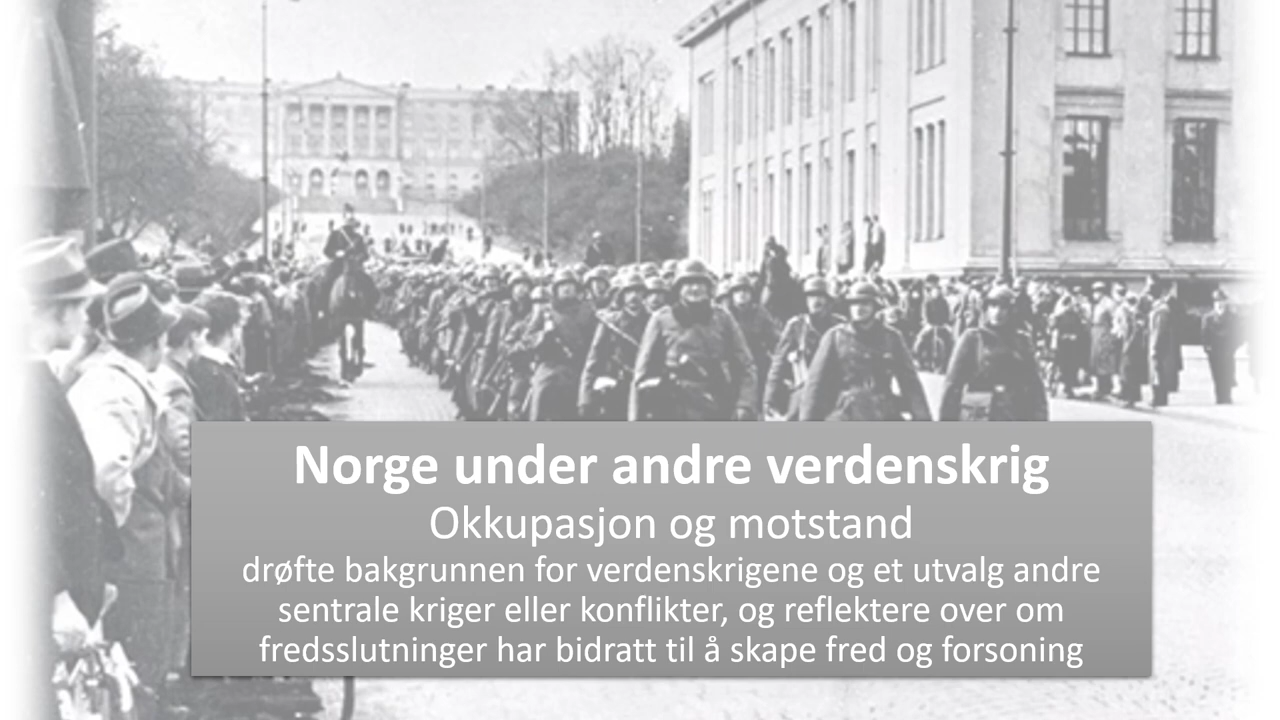 Norge under andre verdenskrig
Okkupasjon og motstand
drøfte bakgrunnen for verdenskrigene og et utvalg andre
sentrale kriger eller konflikter, og reflektere over om
fredsslutninger har bidratt til å skape fred og forsoning